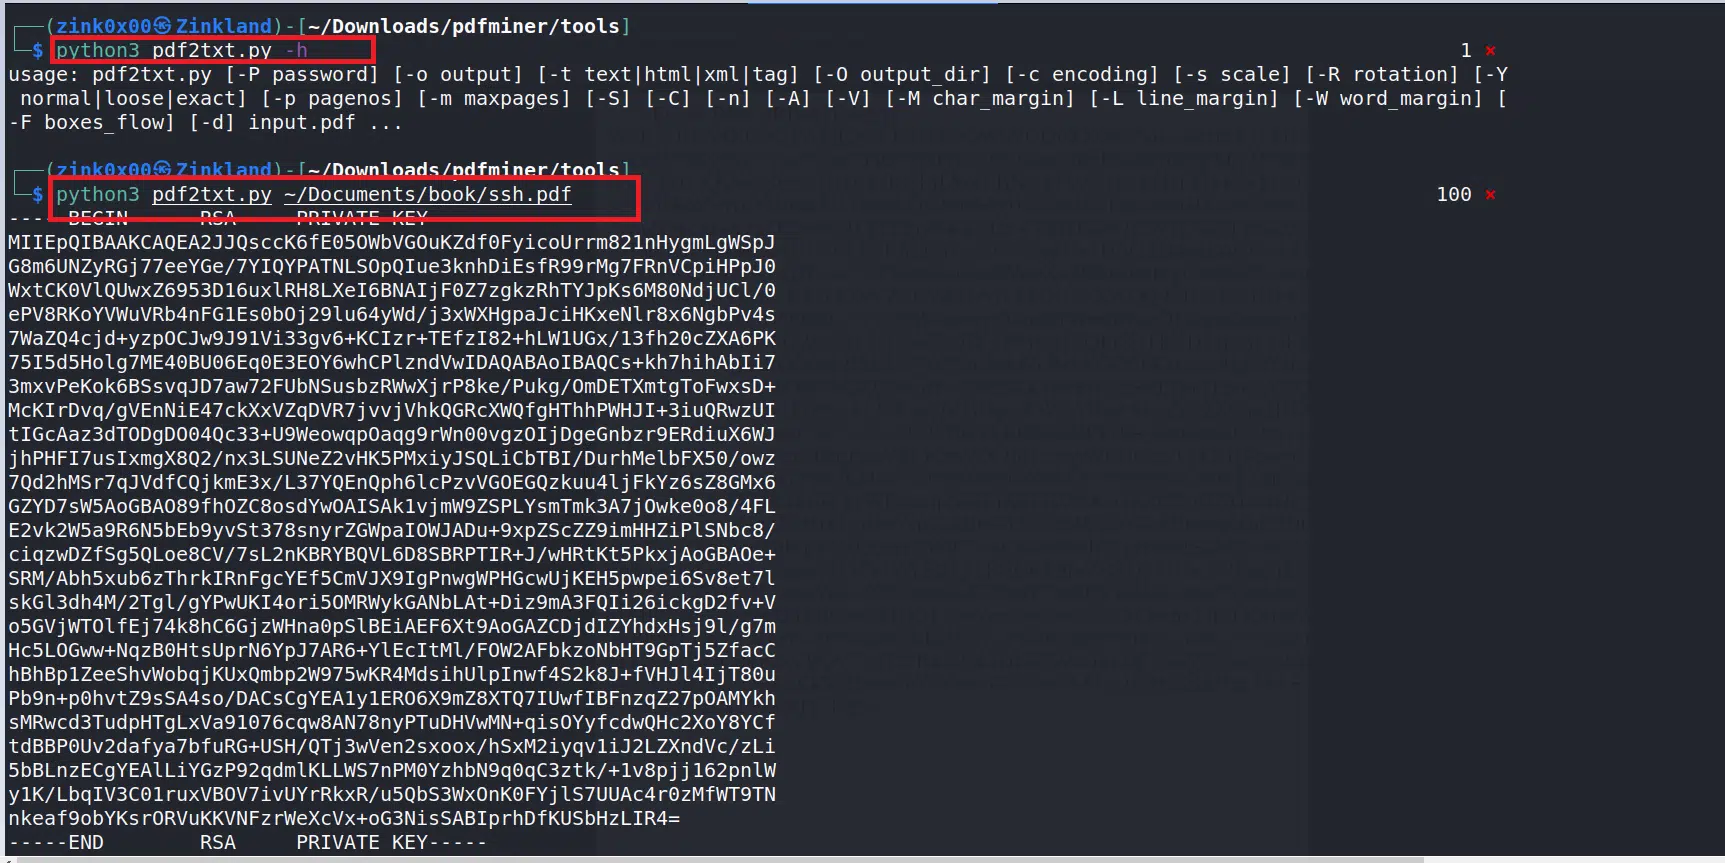 ┌──(zink0x00㉿Zinkland)-[~/Downloads/pdfminer/tools]
└─$ python3 pdf2txt.py -h 1 ×
usage: pdf2txt.py [-P password] [-o output] [-t text|html|xml|tag] [-O output_dir] [-c encoding] [-s scale] [-R rotation] [-Y
normal|loose|exact] [-p pagenos] [-m maxpages] [-S] [-C] [-n] [-A] [-V] [-M char_margin] [-L line_margin] [-W word_margin] [
-F boxes_flow] [-d] input.pdf ...
┌──(zink0x00㉿Zinkland)-[~/Downloads/pdfminer/tools]
└─$ python3 pdf2txt.py ~/Documents/book/ssh.pdf 100 ×
-----BEGIN RSA PRIVATE KEY
MIIEpQIBAAKCAQEA2JJQsccK6fE05OWbVGOuKZdf0FyicoUrrm821nHygmLgWSpJ
G8m6UNZyRGj77eeYGe/7YIQYPATNLSOpQIue3knhDiEsfR99rMg7FRnVCpiHPpJ0
WxtCK0VlQUwxZ6953D16uxlRH8LXeI6BNAIjF0Z7zgkzRhTYJpKs6M80NdjUCl/0
ePV8RKoYVWuVRb4nFG1Es0bOj29lu64yWd/j3xWXHgpaJciHKxeNlr8x6NgbPv4s
7WaZQ4cjd+yzpOCJw9J91Vi33gv6+KCIzr+TEfzI82+hLW1UGx/13fh20cZXA6PK
75I5d5Holg7ME40BU06Eq0E3EOY6whCPlzndVwIDAQABAoIBAQCs+kh7hihAbIi7
3mxvPeKok6BSsvqJD7aw72FUbNSusbzRWwXjrP8ke/Pukg/OmDETXmtgToFwxsD+
McKIrDvq/gVEnNiE47ckXxVZqDVR7jvvjVhkQGRcXWQfgHThhPWHJI+3iuQRwzUI
tIGcAaz3dTODgDO04Qc33+U9WeowqpOaqg9rWn00vgzOIjDgeGnbzr9ERdiuX6WJ
jhPHFI7usIxmgX8Q2/nx3LSUNeZ2vHK5PMxiyJSQLiCbTBI/DurhMelbFX50/owz
7Qd2hMSr7qJVdfCQjkmE3x/L37YQEnQph6lcPzvVGOEGQzkuu4ljFkYz6sZ8GMx6
GZYD7sW5AoGBAO89fhOZC8osdYwOAISAk1vjmW9ZSPLYsmTmk3A7jOwke0o8/4FL
E2vk2W5a9R6N5bEb9yvSt378snyrZGWpaIOWJADu+9xpZScZZ9imHHZiPlSNbc8/
ciqzwDZfSg5QLoe8CV/7sL2nKBRYBQVL6D8SBRPTIR+J/wHRtKt5PkxjAoGBAOe+
SRM/Abh5xub6zThrkIRnFgcYEf5CmVJX9IgPnwgWPHGcwUjKEH5pwpei6Sv8et7l
skGl3dh4M/2Tgl/gYPwUKI4ori5OMRWykGANbLAt+Diz9mA3FQIi26ickgD2fv+V
o5GVjWTOlfEj74k8hC6GjzWHna0pSlBEiAEF6Xt9AoGAZCDjdIZYhdxHsj9l/g7m
Hc5LOGww+NqzB0HtsUprN6YpJ7AR6+YlEcItMl/FOW2AFbkzoNbHT9GpTj5ZfacC
hBhBp1ZeeShvWobqjKUxQmbp2W975wKR4MdsihUlpInwf4S2k8J+fVHJl4IjT80u
Pb9n+p0hvtZ9sSA4so/DACsCgYEA1y1ERO6X9mZ8XTQ7IUwfIBFnzqZ27pOAMYkh
sMRwcd3TudpHTgLxVa91076cqw8AN78nyPTuDHVwMN+qisOYyfcdwQHc2XoY8YCf
tdBBP0Uv2dafya7bfuRG+USH/QTj3wVen2sxoox/hSxM2iyqv1iJ2LZXndVc/zLi
5bBLnzECgYEAlLiYGzP92qdmlKLLWS7nPM0YzhbN9q0qC3ztk/+1v8pjj162pnlW
y1K/LbqIV3C01ruxVBOV7ivUYrRkxR/u5QbS3WxOnK0FYjlS7UUAc4r0zMfWT9TN
nkeaf9obYKsrORVuKKVNFzrWeXcVx+oG3NisSABIprhDfKUSbHzLIR4=
-----END RSA PRIVATE KEY-----